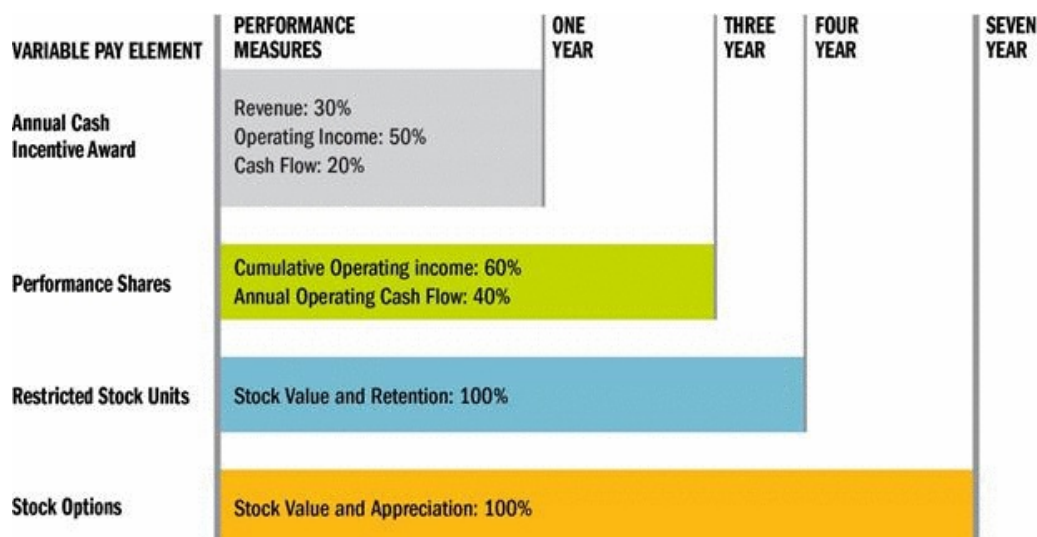 VARIABLE PAY ELEMENT
PERFORMANCE
MEASURES
ONE
YEAR
THREE
YEAR
FOUR
YEAR
SEVEN
YEAR
Annual Cash
Incentive Award
Revenue: 30%
Operating Income: 50%
Cash Flow: 20%
Performance Shares
Cumulative Operating income: 60%
Annual Operating Cash Flow: 40%
Restricted Stock Units
Stock Value and Retention: 100%
Stock Options
Stock Value and Appreciation: 100%